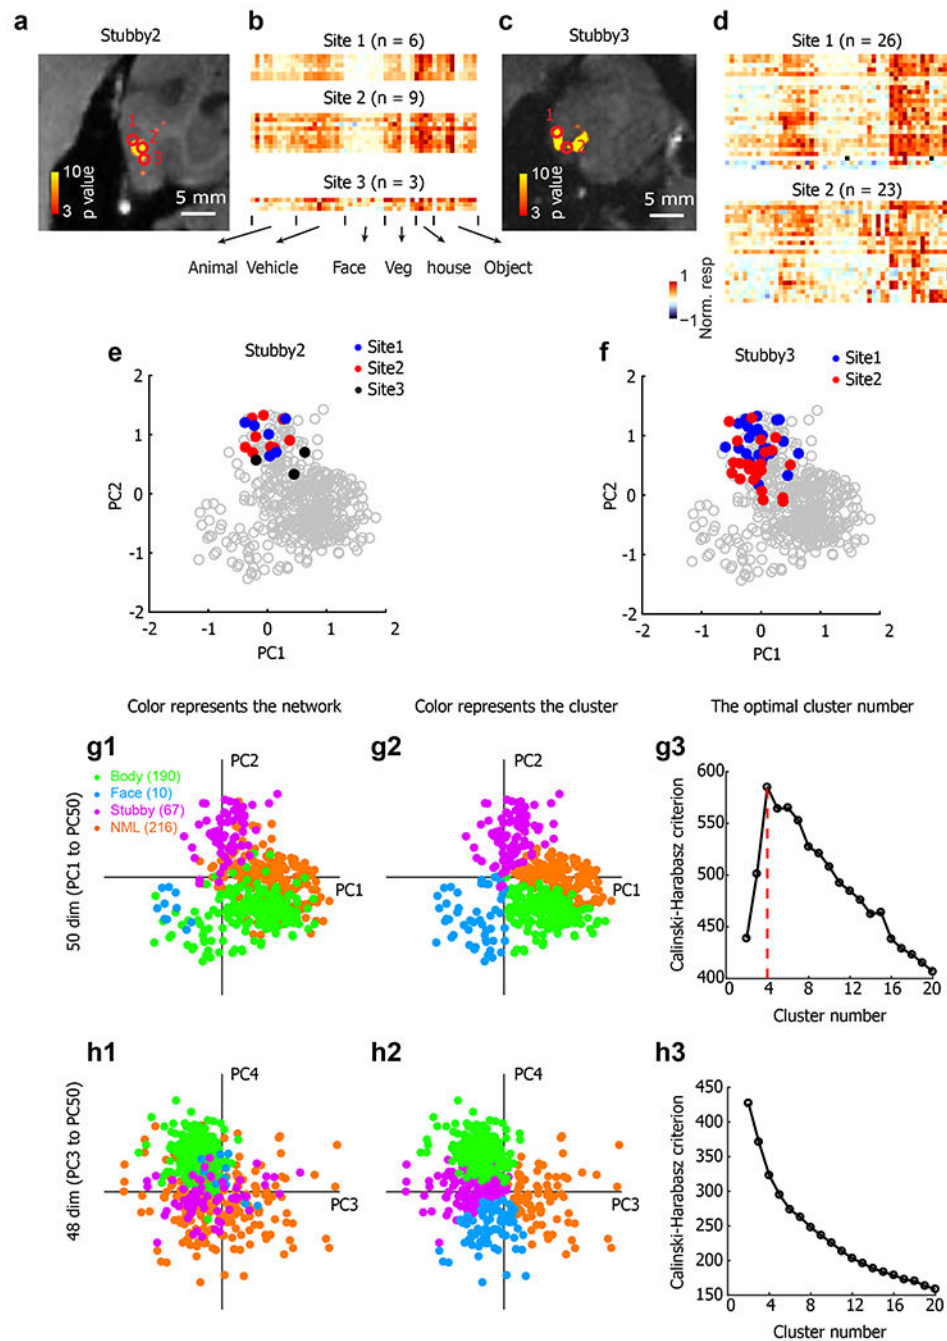 a
Stubby2
1
2
3
10
3
p value
5 mm
b
Site 1 (n = 6)
Site 2 (n = 9)
Site 3 (n = 3)
Animal Vehicle Face Veg house Object
c
Stubby3
1
2
10
3
p value
5 mm
d
Site 1 (n = 26)
Site 2 (n = 23)
1
−1
Norm. resp
e
Stubby2
Site1
Site2
Site3
2
1
0
-1
-2
PC2
-2 -1 0 1 2
PC1
f
Stubby3
Site1
Site2
2
1
0
-1
-2
PC2
-2 -1 0 1 2
PC1
Color represents the network
Color represents the cluster
The optimal cluster number
50 dim (PC1 to PC50)
g1
PC2
Body (190)
Face (10)
Stubby (67)
NML (216)
PC1
g2
PC2
PC1
g3
600
550
500
450
400
Calinski-Harabasz criterion
0 4 8 12 16 20
Cluster number
48 dim (PC3 to PC50)
h1
PC4
PC3
h2
PC4
PC3
h3
450
400
350
300
250
200
150
Calinski-Harabasz criterion
0 4 8 12 16 20
Cluster number